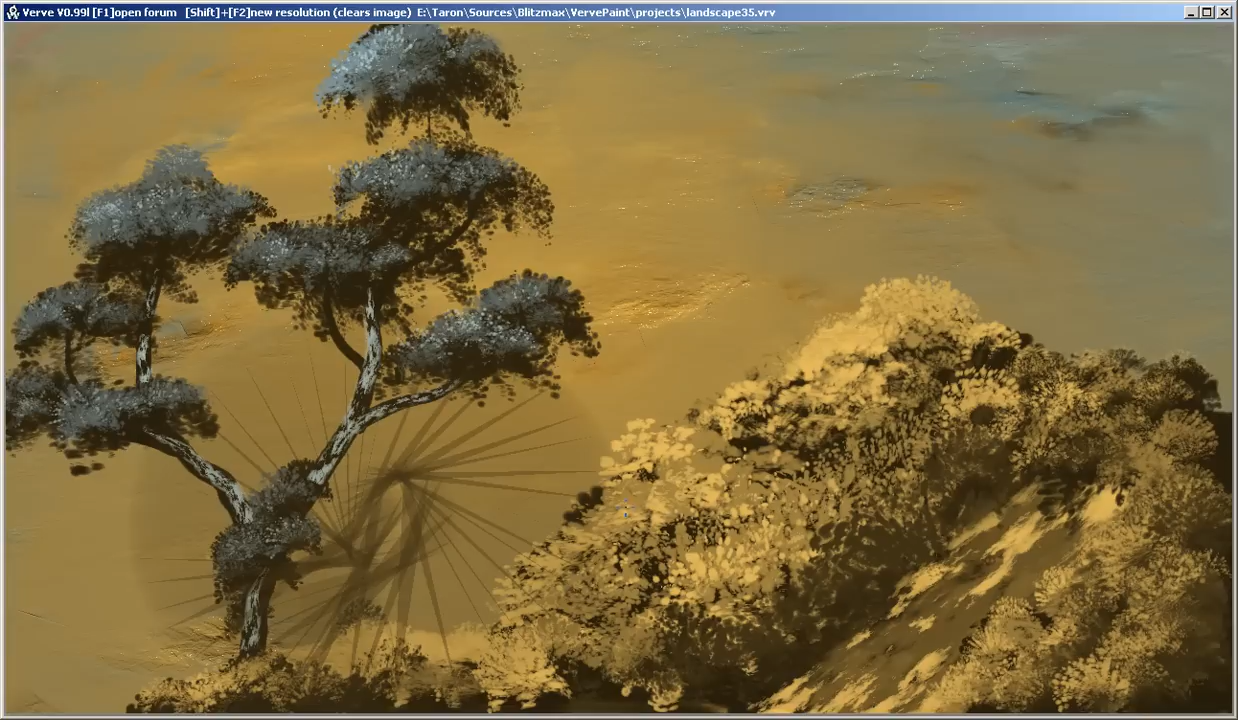 Verve V0.99l [F1]open forum [Shift]+[F2]new resolution (clears image) E:\Taron\Sources\Blitzmax\VervePaint\projects\landscape35.vrv